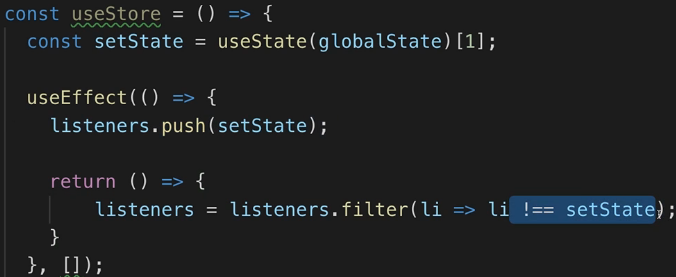 const useStore = () => {
const setState = useState(globalState)[1];
useEffect(() => {
listeners.push(setState);
return () => {
listeners = listeners.filter(li => li !== setState);
}
}, []);